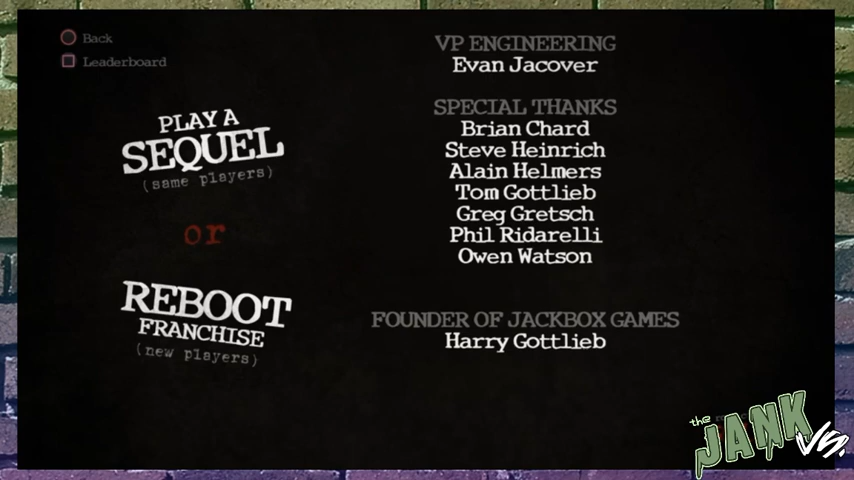 Back
Leaderboard
PLAY A
SEQUEL
(same players)
or
REBOOT
FRANCHISE
(new players)
VP ENGINEERING
Evan Jacover
SPECIAL THANKS
Brian Chard
Steve Heinrich
Alain Helmers
Tom Gottlieb
Greg Gretsch
Phil Ridarelli
Owen Watson
FOUNDER OF JACKBOX GAMES
Harry Gottlieb
the
JANK
VS.